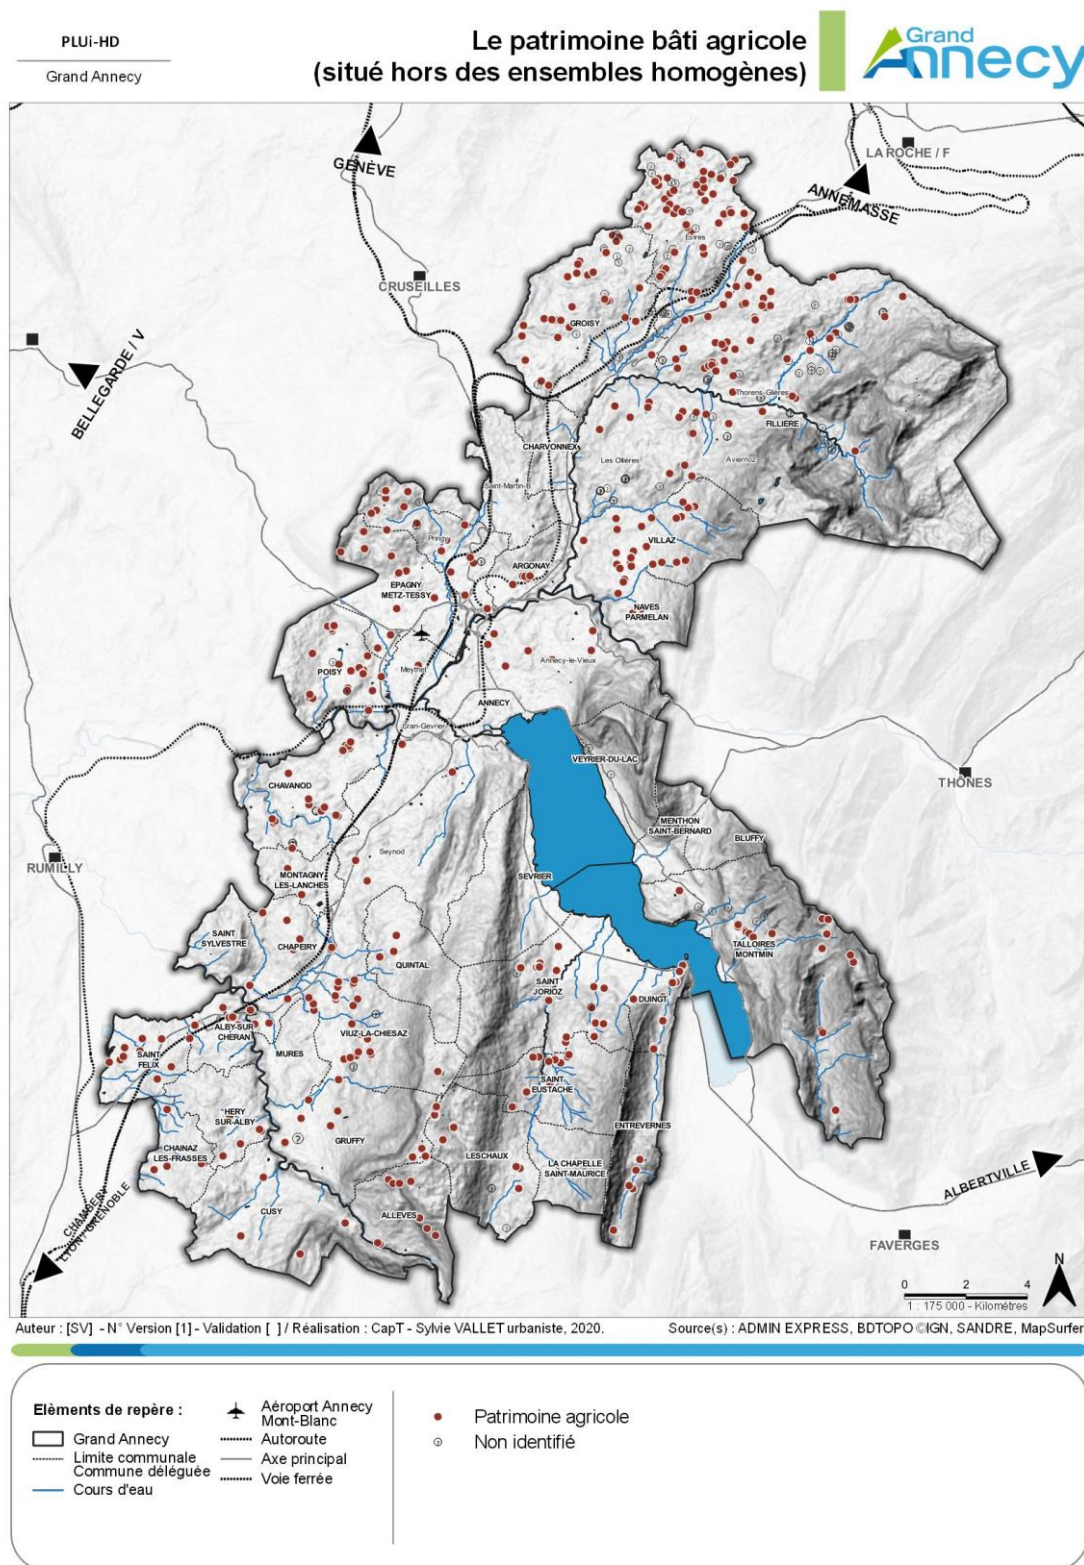 PLUi-HD
Grand Annecy
Le patrimoine bâti agricole
(situé hors des ensembles homogènes)
Grand
Annecy
GENÈVE
LA ROCHE / F
ANNEMASSE
Evires
CRUSEILLES
GROISY
BELLEGARDE / V
Thorens-Glières
FILLIERE
CHARVONNEX
Les Ollières
Aviernoz
Saint-Martin-B
Pringy
VILLAZ
ARGONAY
EPAGNY
METZ-TESSY
NAVES
PARMELAN
POISY
Meythet
Annecy-le-Vieux
ANNECY
Cran-Gevrier
VEYRIER-DU-LAC
THÔNES
CHAVANOD
MENTHON
SAINT-BERNARD
BLUFFY
Seynod
RUMILLY
MONTAGNY
LES-LANCHES
SEVRIER
SAINT
SYLVESTRE
CHAPEIRY
TALLOIRES
MONTMIN
QUINTAL
SAINT
JORIOZ
DUINGT
ALBY-SUR
CHERAN
VIUZ-LA-CHIESAZ
MURES
SAINT
FELIX
SAINT
EUSTACHE
HERY
SUR-ALBY
ENTREVERNES
GRUFFY
CHAINAZ
LES-FRASSES
LESCHAUX
LA CHAPELLE
SAINT-MAURICE
ALBERTVILLE
CHAMBERY
LYON / GRENOBLE
CUSY
ALLEVES
FAVERGES
N
0 2 4
1 : 175 000 - Kilomètres
Auteur : [SV] - N° Version [1] - Validation [ ] / Réalisation : CapT - Sylvie VALLET urbaniste, 2020.
Source(s) : ADMIN EXPRESS, BDTOPO ©IGN, SANDRE, MapSurfer
Elèments de repère :
Grand Annecy
Limite communale
Commune déléguée
Cours d'eau
Aéroport Annecy
Mont-Blanc
Autoroute
Axe principal
Voie ferrée
Patrimoine agricole
Non identifié